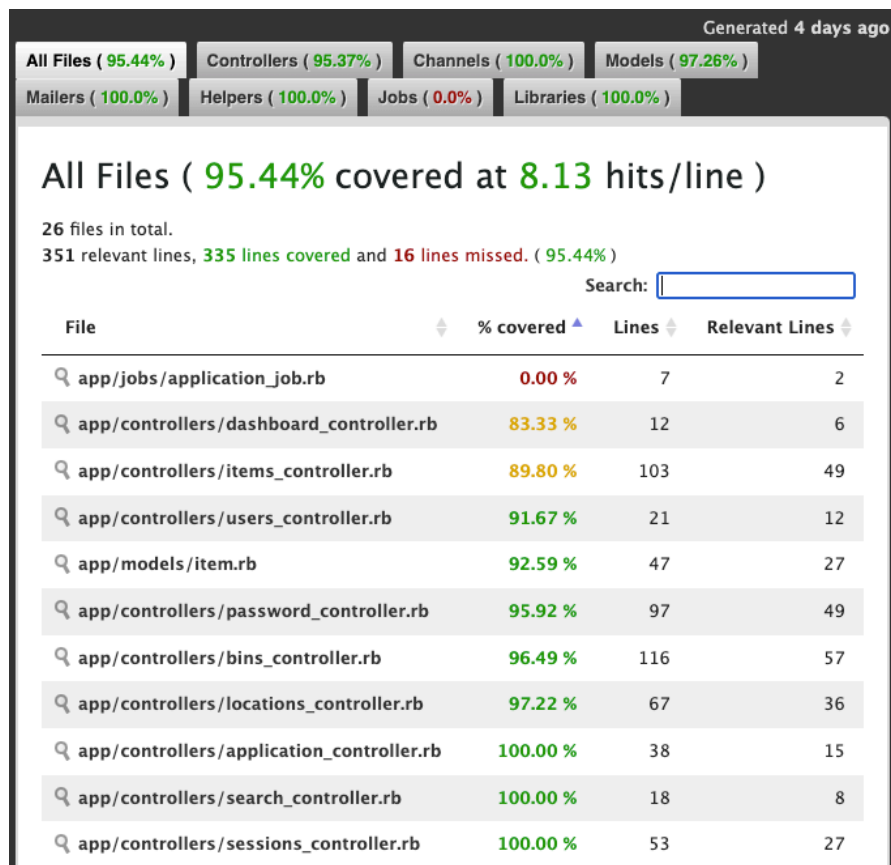 Generated 4 days ago
All Files ( 95.44% ) Controllers ( 95.37% ) Channels ( 100.0% ) Models ( 97.26% )
Mailers ( 100.0% ) Helpers ( 100.0% ) Jobs ( 0.0% ) Libraries ( 100.0% )
All Files ( 95.44% covered at 8.13 hits/line )
26 files in total.
351 relevant lines, 335 lines covered and 16 lines missed. ( 95.44% )
Search:
File % covered Lines Relevant Lines
app/jobs/application_job.rb 0.00 % 7 2
app/controllers/dashboard_controller.rb 83.33 % 12 6
app/controllers/items_controller.rb 89.80 % 103 49
app/controllers/users_controller.rb 91.67 % 21 12
app/models/item.rb 92.59 % 47 27
app/controllers/password_controller.rb 95.92 % 97 49
app/controllers/bins_controller.rb 96.49 % 116 57
app/controllers/locations_controller.rb 97.22 % 67 36
app/controllers/application_controller.rb 100.00 % 38 15
app/controllers/search_controller.rb 100.00 % 18 8
app/controllers/sessions_controller.rb 100.00 % 53 27